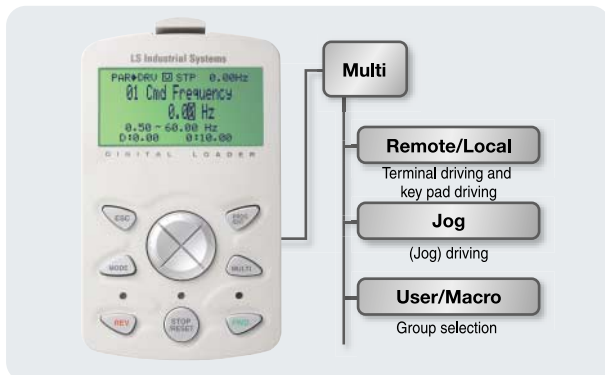 LS Industrial Systems
PAR➧DRV U STP 0.00Hz
01 Cmd Frequency
0.00 Hz
0.50 ~ 60.00 Hz
D:0.00 0:10.00
DIGITAL LOADER
ESC
PROG
MODE
MULTI
REV
STOP
/RESET
FWD
Multi
Remote/Local
Terminal driving and
key pad driving
Jog
(Jog) driving
User/Macro
Group selection